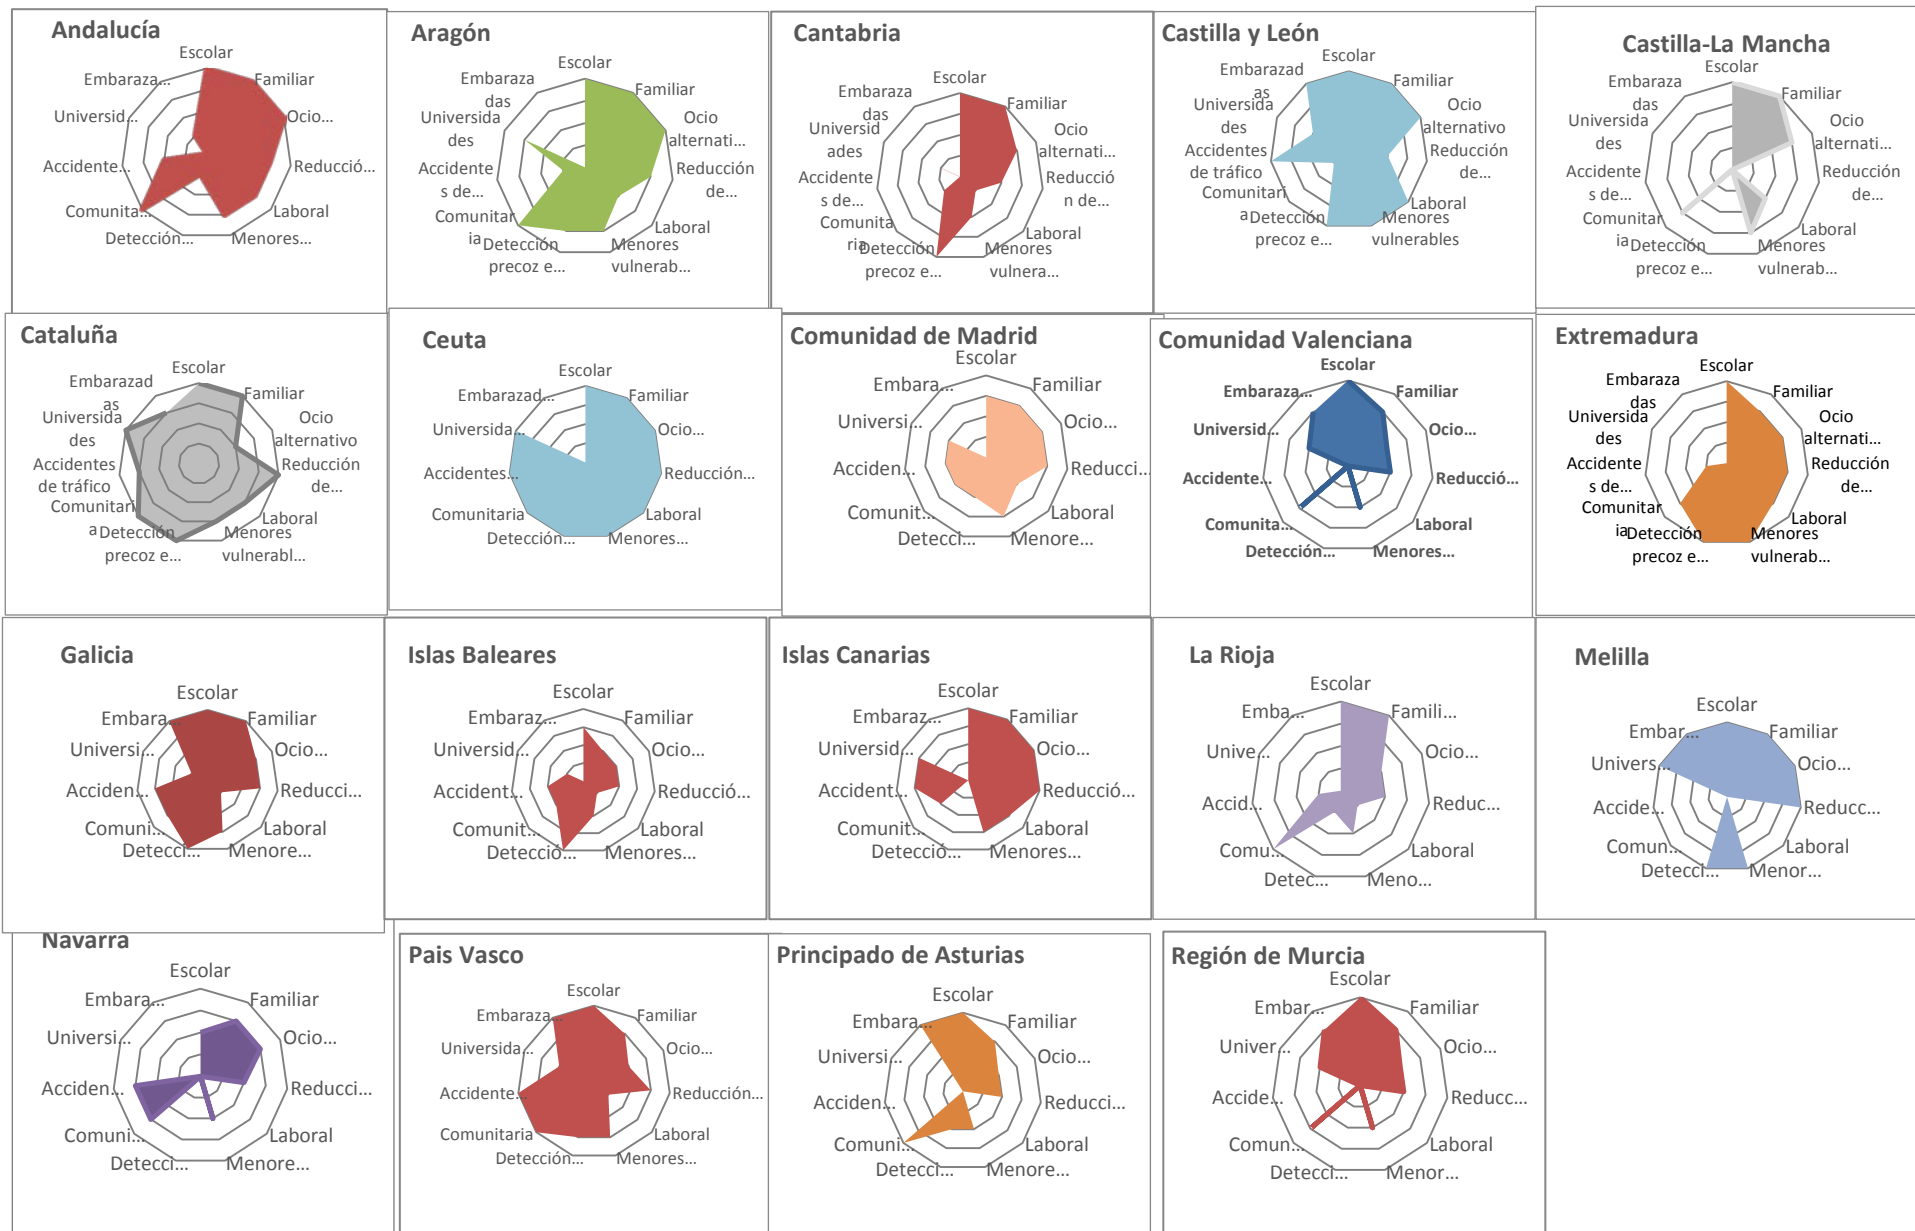 Andalucía
Escolar
Familiar
Ocio...
Reducció...
Laboral
Menores...
Detección...
Comunita...
Accidente...
Universid...
Embaraza...
Aragón
Escolar
Familiar
Ocio
alternati...
Reducción
de...
Laboral
Menores
vulnerab...
Detección
precoz e...
Comunitar
ia
Accidente
s de...
Universida
des
Embaraza
das
Cantabria
Escolar
Familiar
Ocio
alternati...
Reducció
n de...
Laboral
Menores
vulnera...
Detección
precoz e...
Comunitar
ia
Accidente
s de...
Universid
ades
Embaraza
das
Castilla y León
Escolar
Familiar
Ocio
alternativo
Reducción
de...
Laboral
Menores
vulnerables
Detección
precoz e...
Comunitari
a
Accidentes
de tráfico
Universida
des
Embarazad
as
Castilla-La Mancha
Escolar
Familiar
Ocio
alternati...
Reducción
de...
Laboral
Menores
vulnerab...
Detección
precoz e...
Comunitar
ia
Accidente
s de...
Universida
des
Embaraza
das
Cataluña
Escolar
Familiar
Ocio
alternativo
Reducción
de...
Laboral
Menores
vulnerabl...
Detección
precoz e...
Comunitari
a
Accidentes
de tráfico
Universida
des
Embarazad
as
Ceuta
Escolar
Familiar
Ocio...
Reducción...
Laboral
Menores...
Detección...
Comunitaria
Accidentes...
Universida...
Embarazad...
Comunidad de Madrid
Escolar
Familiar
Ocio...
Reducci...
Laboral
Menore...
Detecci...
Comunit...
Acciden...
Universi...
Embara...
Comunidad Valenciana
Escolar
Familiar
Ocio...
Reducció...
Laboral
Menores...
Detección...
Comunita...
Accidente...
Universid...
Embaraza...
Extremadura
Escolar
Familiar
Ocio
alternati...
Reducción
de...
Laboral
Menores
vulnerab...
Detección
precoz e...
Comunitar
ia
Accidente
s de...
Universida
des
Embaraza
das
Galicia
Escolar
Familiar
Ocio...
Reducci...
Laboral
Menore...
Detecci...
Comuni...
Acciden...
Universi...
Embara...
Islas Baleares
Escolar
Familiar
Ocio...
Reducció...
Laboral
Menores...
Detecció...
Comunit...
Accident...
Universid...
Embaraz...
Islas Canarias
Escolar
Familiar
Ocio...
Reducció...
Laboral
Menores...
Detecció...
Comunit...
Accident...
Universid...
Embaraz...
La Rioja
Escolar
Famili...
Ocio...
Reduc...
Laboral
Meno...
Detec...
Comu...
Accid...
Unive...
Emba...
Melilla
Escolar
Familiar
Ocio...
Reducc...
Laboral
Menor...
Detecci...
Comun...
Accide...
Univers...
Embar...
Navarra
Escolar
Familiar
Ocio...
Reducci...
Laboral
Menore...
Detecci...
Comuni...
Acciden...
Universi...
Embara...
Pais Vasco
Escolar
Familiar
Ocio...
Reducción...
Laboral
Menores...
Detección...
Comunitaria
Accidente...
Universida...
Embaraza...
Principado de Asturias
Escolar
Familiar
Ocio...
Reducci...
Laboral
Menore...
Detecci...
Comuni...
Acciden...
Universi...
Embara...
Región de Murcia
Escolar
Familiar
Ocio...
Reducc...
Laboral
Menor...
Detecci...
Comun...
Accide...
Univer...
Embar...